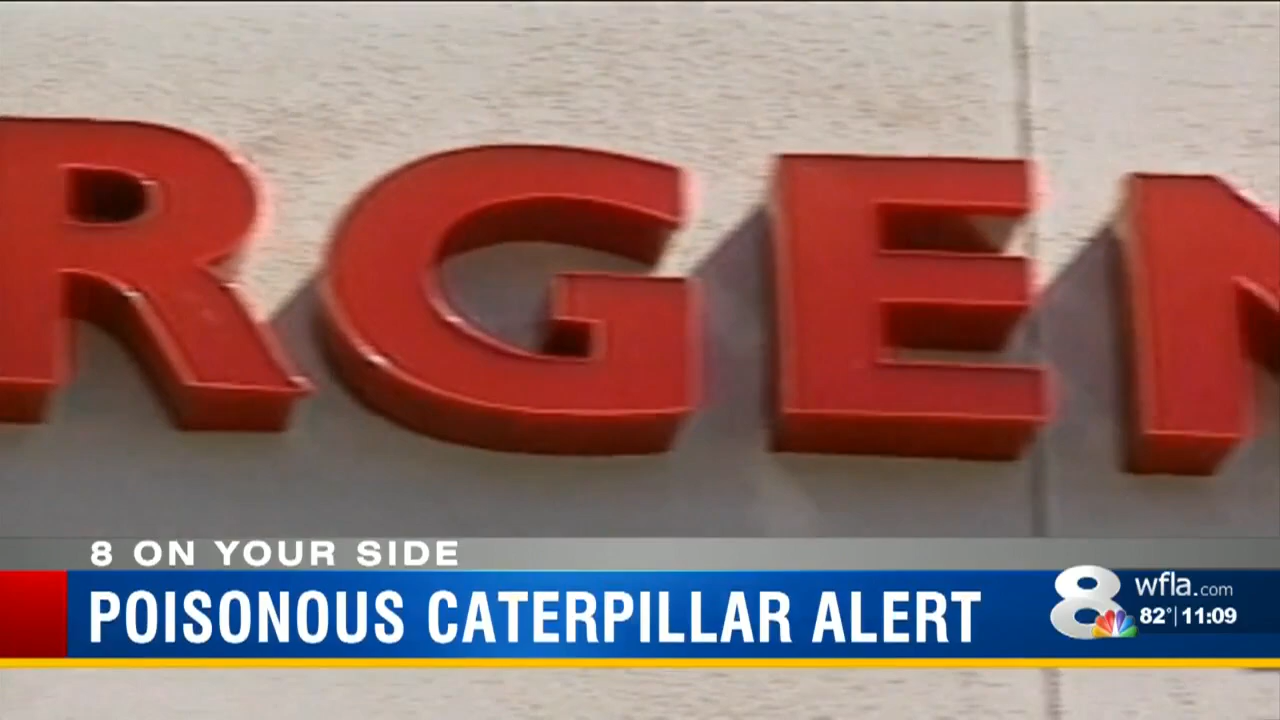 RGEN
8 ON YOUR SIDE
POISONOUS CATERPILLAR ALERT
8 wfla.com
82° | 11:09